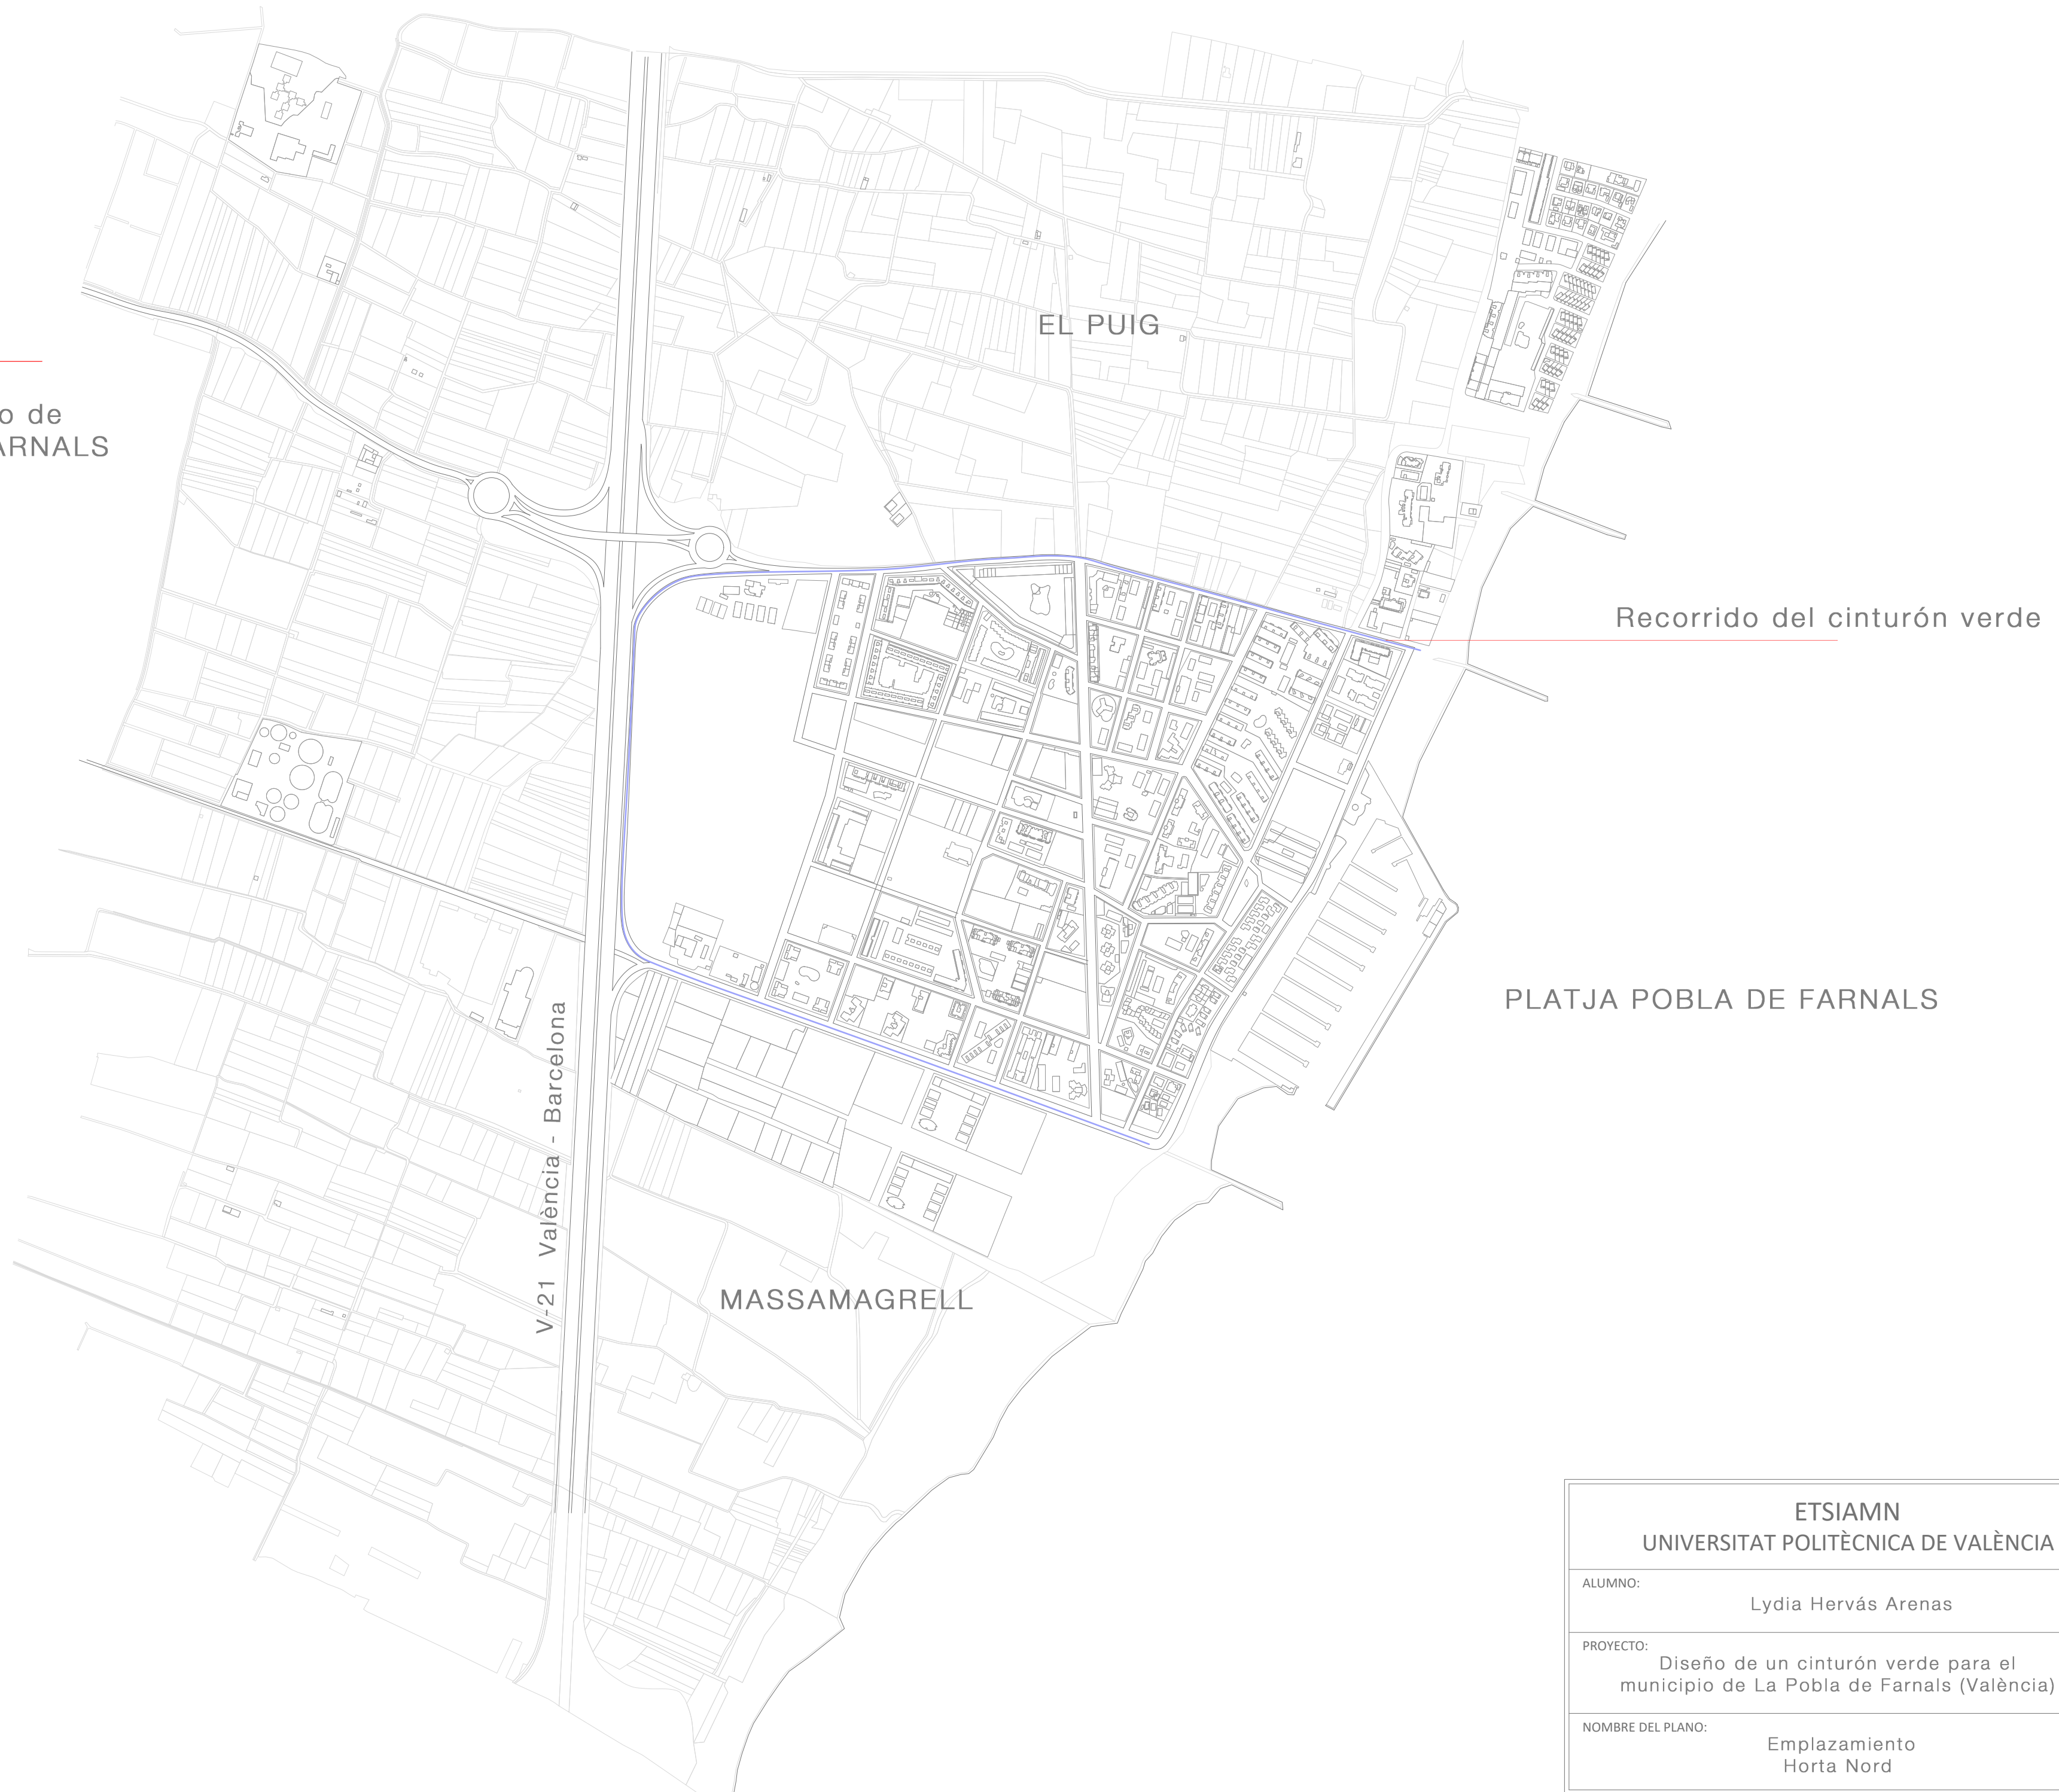 EL PUIG
o de
ARNALS
Recorrido del cinturón verde
PLATJA POBLA DE FARNALS
V-21 València - Barcelona
MASSAMAGRELL
ETSIAMN
UNIVERSITAT POLITÈCNICA DE VALÈNCIA
ALUMNO:
Lydia Hervás Arenas
PROYECTO:
Diseño de un cinturón verde para el
municipio de La Pobla de Farnals (València)
NOMBRE DEL PLANO:
Emplazamiento
Horta Nord